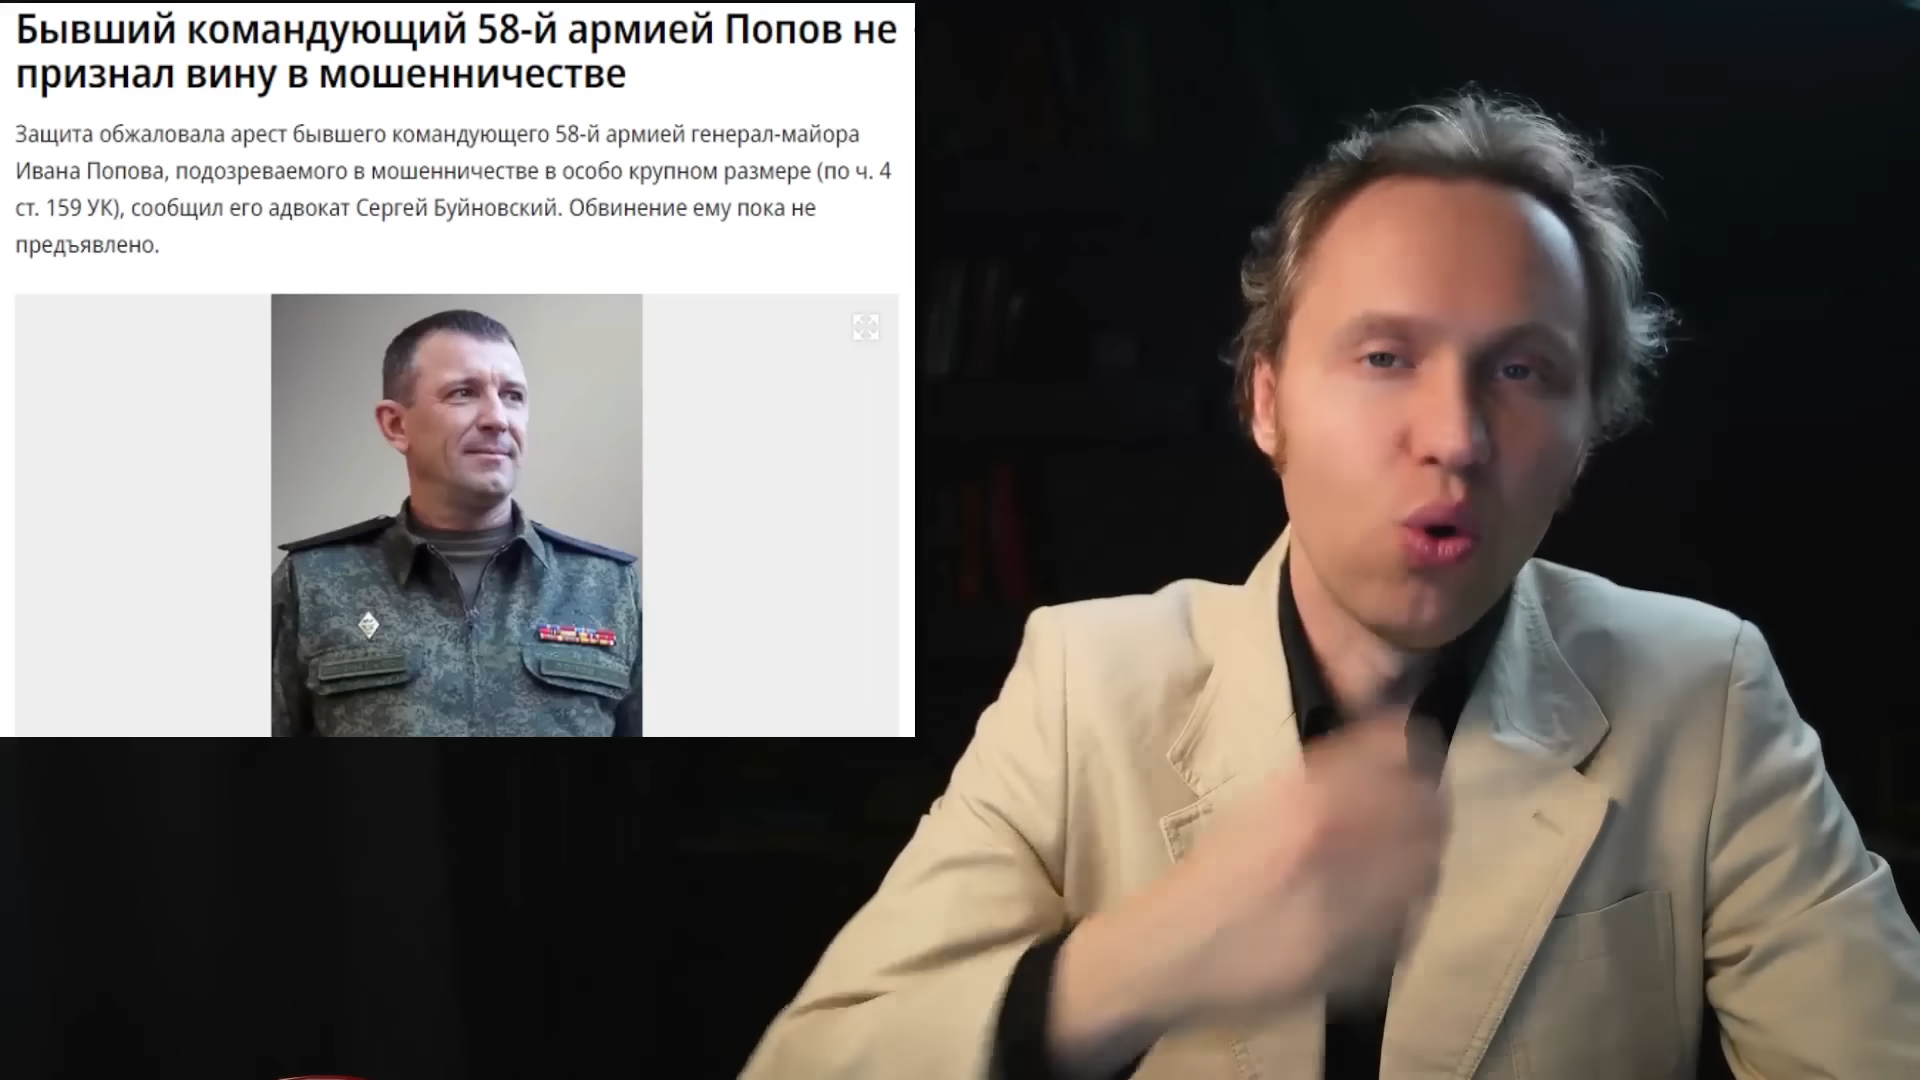 Бывший командующий 58-й армией Попов не
признал вину в мошенничестве
Защита обжаловала арест бывшего командующего 58-й армией генерал-майора
Ивана Попова, подозреваемого в мошенничестве в особо крупном размере (по ч. 4
ст. 159 УК), сообщил его адвокат Сергей Буйновский. Обвинение ему пока не
предъявлено.